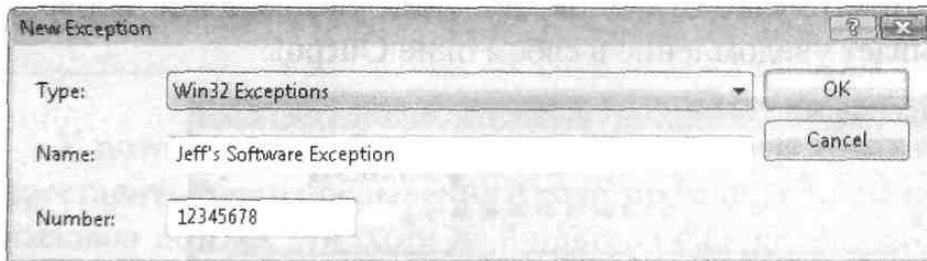 New Exception
Type: Win32 Exceptions OK
Name: Jeff's Software Exception Cancel
Number: 12345678